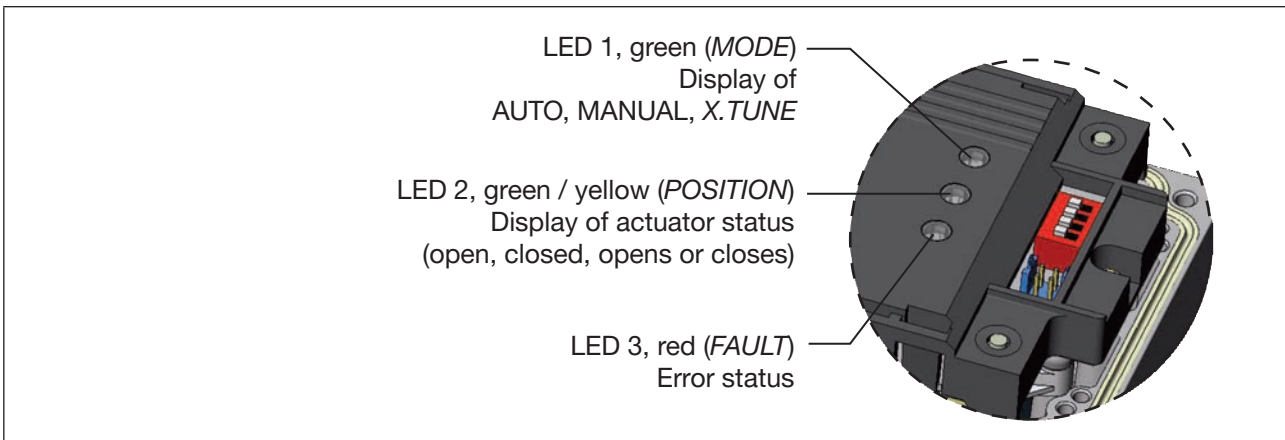 LED 1, green (MODE)
Display of
AUTO, MANUAL, X.TUNE
LED 2, green / yellow (POSITION)
Display of actuator status
(open, closed, opens or closes)
LED 3, red (FAULT)
Error status